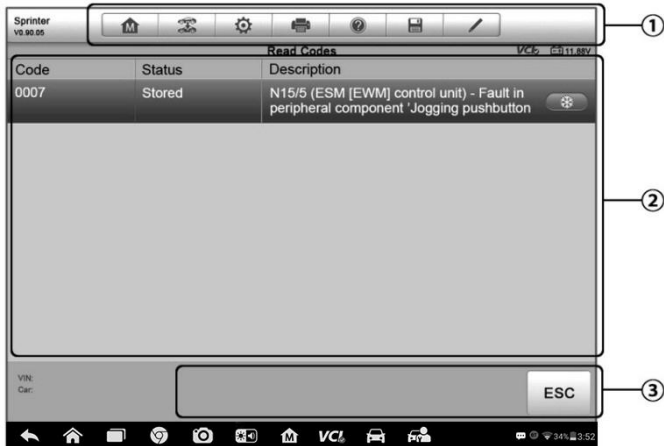 Sprinter
V0.90.05
M
①
Read Codes
VCI 11.88V
Code Status Description
0007 Stored N15/5 (ESM [EWM] control unit) - Fault in
peripheral component 'Jogging pushbutton
②
VIN:
Car:
ESC
③
M VCI 34% 3:52